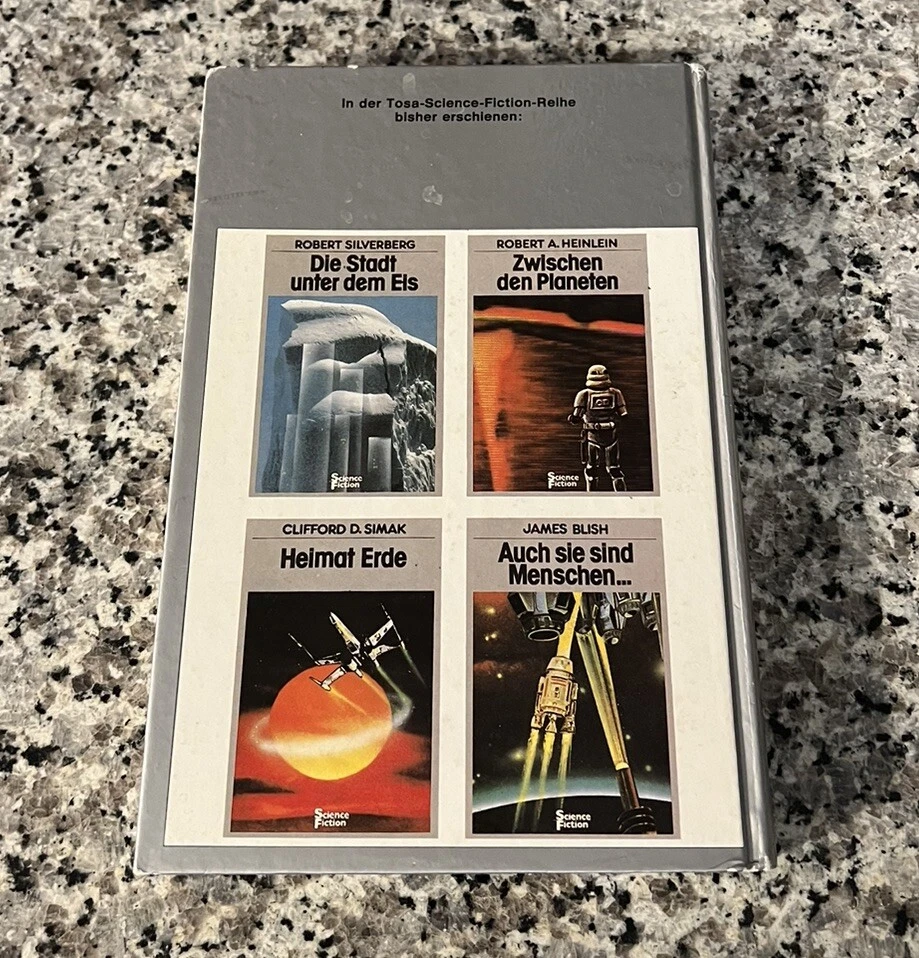 In der Tosa-Science-Fiction-Reihe
bisher erschienen:
ROBERT SILVERBERG
Die Stadt
unter dem Eis
Science
Fiction
ROBERT A. HEINLEIN
Zwischen
den Planeten
Science
Fiction
CLIFFORD D. SIMAK
Heimat Erde
Science
Fiction
JAMES BLISH
Auch sie sind
Menschen...
Science
Fiction